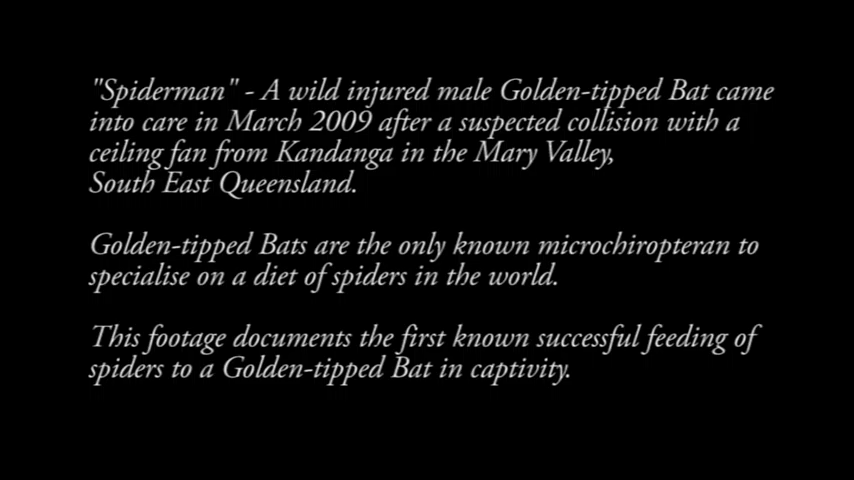 "Spiderman" - A wild injured male Golden-tipped Bat came
into care in March 2009 after a suspected collision with a
ceiling fan from Kandanga in the Mary Valley,
South East Queensland.
Golden-tipped Bats are the only known microchiropteran to
specialise on a diet of spiders in the world.
This footage documents the first known successful feeding of
spiders to a Golden-tipped Bat in captivity.